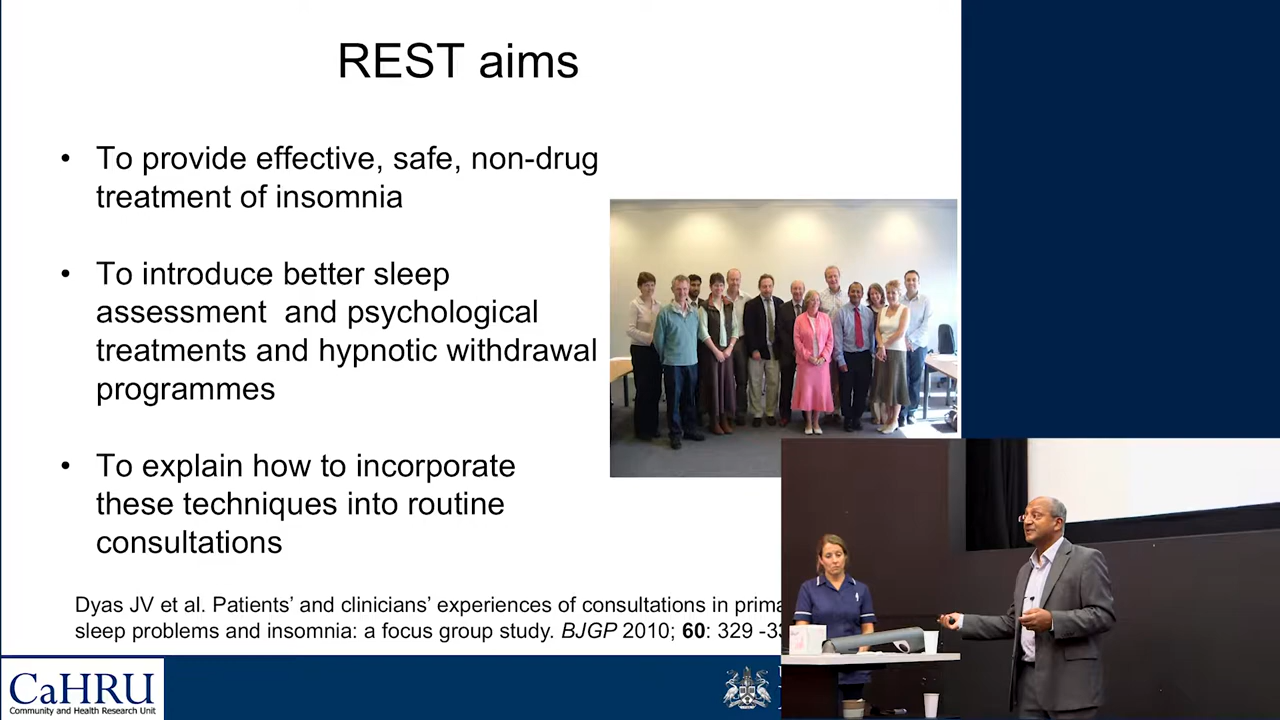 REST aims
• To provide effective, safe, non-drug
treatment of insomnia
• To introduce better sleep
assessment and psychological
treatments and hypnotic withdrawal
programmes
• To explain how to incorporate
these techniques into routine
consultations
Dyas JV et al. Patients’ and clinicians’ experiences of consultations in
sleep problems and insomnia: a focus group study. BJGP 2010; 60: 329
CaHRU
Community and Health Research Unit